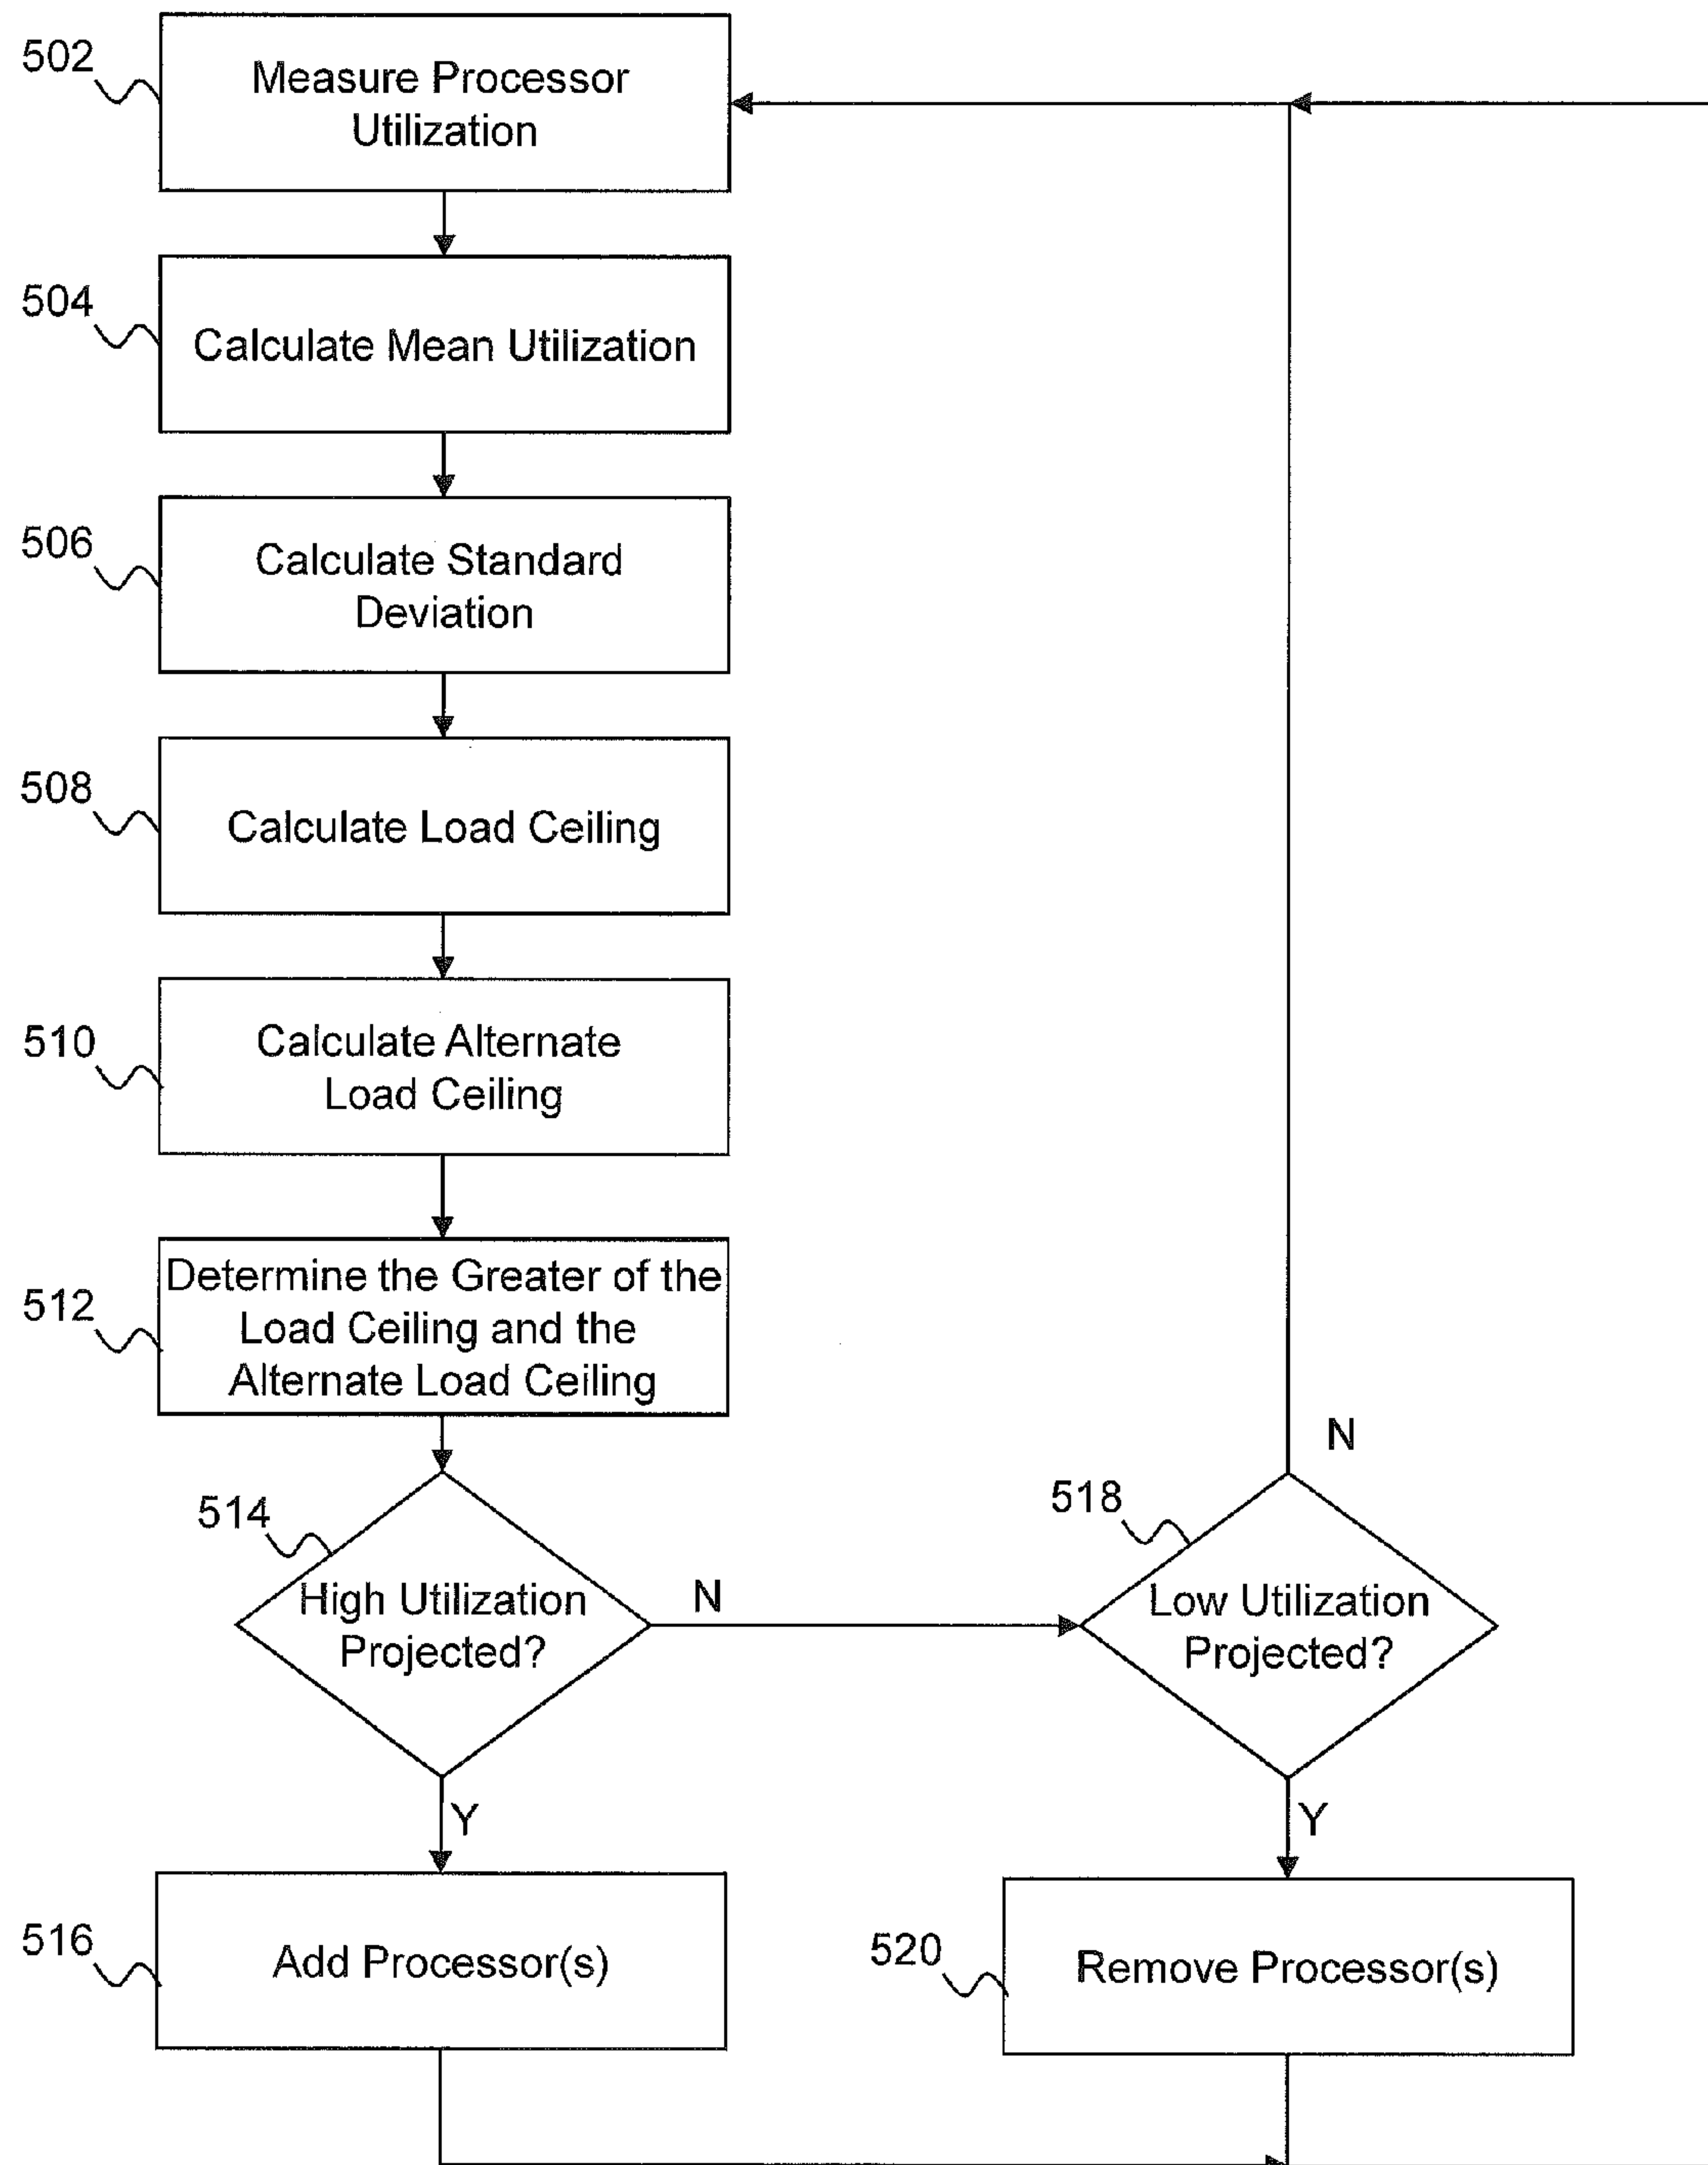 502
Measure Processor
Utilization
504
Calculate Mean Utilization
506
Calculate Standard
Deviation
508
Calculate Load Ceiling
510
Calculate Alternate
Load Ceiling
512
Determine the Greater of the
Load Ceiling and the
Alternate Load Ceiling
514
High Utilization
Projected?
N
518
Low Utilization
Projected?
N
Y
Y
516
Add Processor(s)
520
Remove Processor(s)